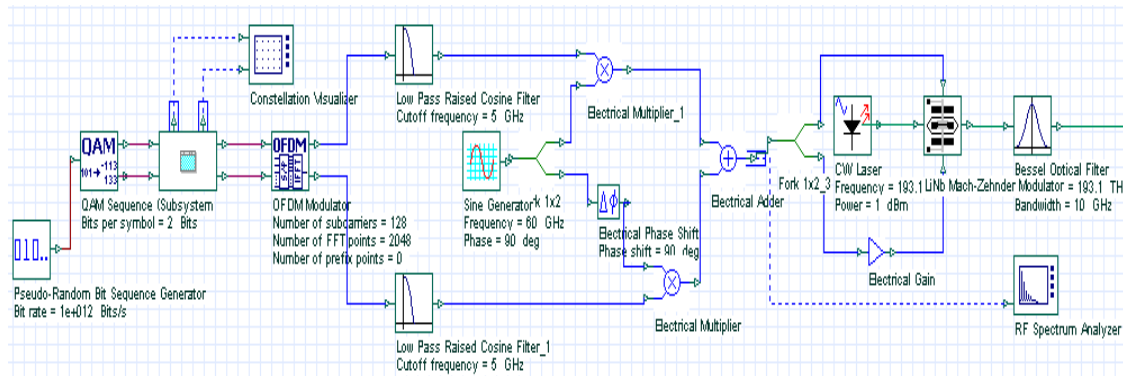 Constellation Visualizer
Low Pass Raised Cosine Filter
Cutoff frequency = 5 GHz
Electrical Multiplier_1
QAM
101→
-113
133
QAM Sequence (Subsystem
Bits per symbol = 2 Bits
OFDM
IFFT
OFDM Modulator
Number of subcarriers = 128
Number of FFT points = 2048
Number of prefix points = 0
Sine Generator k 1x2
Frequency = 60 GHz
Phase = 90 deg
Δϕ
Electrical Phase Shift
Phase shift = 90 deg
Electrical Adder
Fork 1x2_3
CW Laser
Frequency = 193.1
Power = 1 dBm
LiNb Mach-Zehnder Modulator
Bessel Optical Filter
= 193.1 TH
Bandwidth = 10 GHz
Electrical Gain
010..
Pseudo-Random Bit Sequence Generator
Bit rate = 1e+012 Bits/s
Electrical Multiplier
RF Spectrum Analyzer
Low Pass Raised Cosine Filter_1
Cutoff frequency = 5 GHz